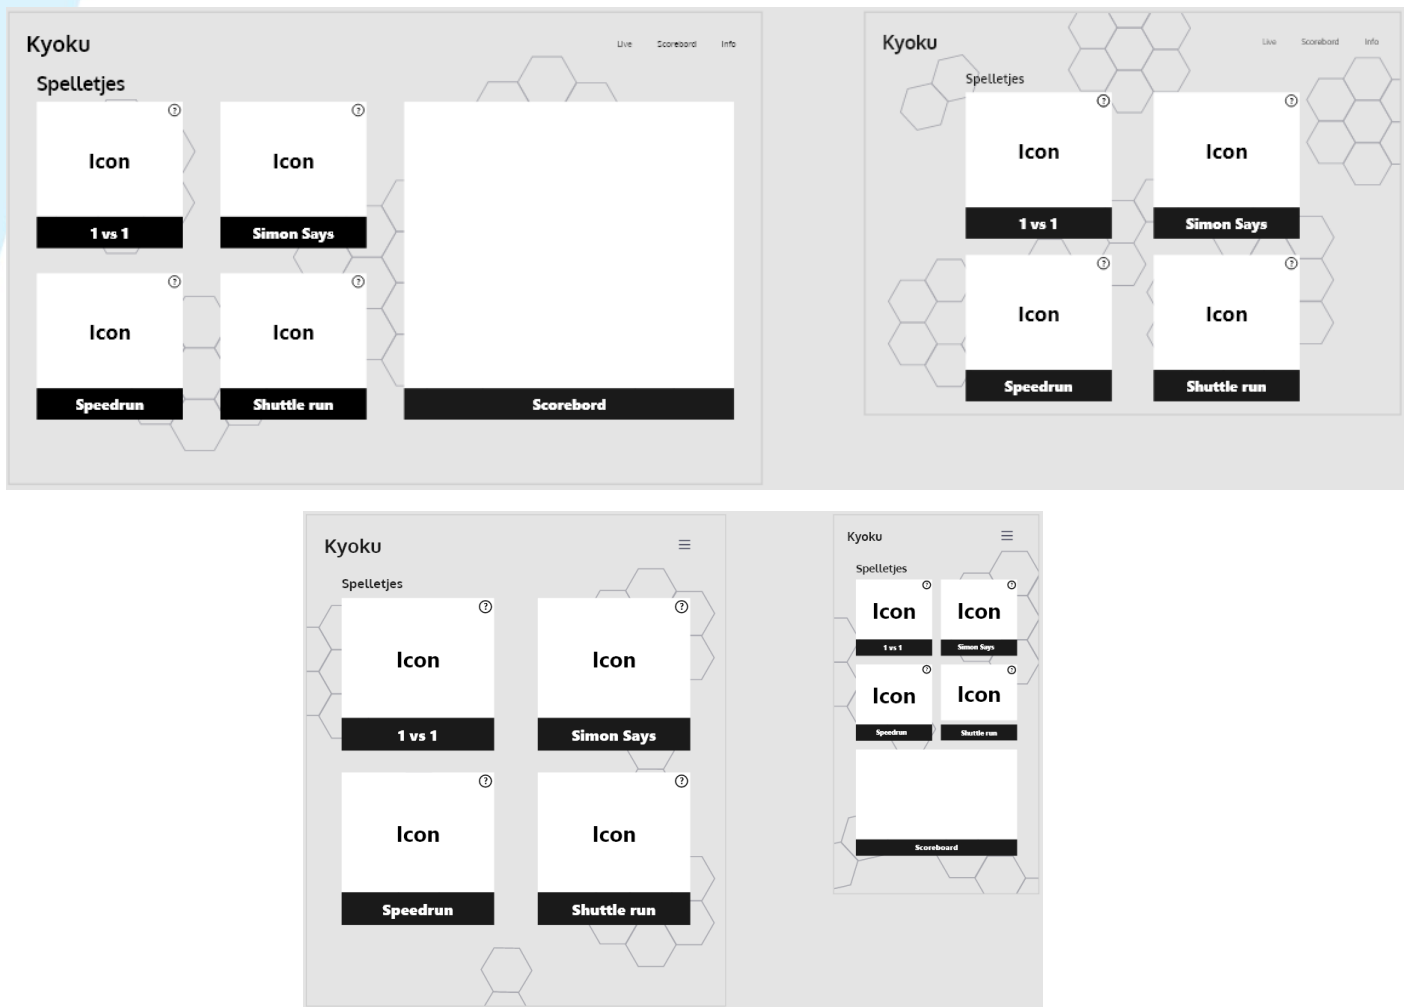 Kyoku
Live Scorebord Info
Spelletjes
?
?
Icon
Icon
1 vs 1
Simon Says
?
?
Icon
Icon
Speedrun
Shuttle run
Scorebord
Kyoku
Live Scorebord Info
Spelletjes
?
?
Icon
Icon
1 vs 1
Simon Says
?
?
Icon
Icon
Speedrun
Shuttle run
Kyoku
Spelletjes
?
?
Icon
Icon
1 vs 1
Simon Says
?
?
Icon
Icon
Speedrun
Shuttle run
Kyoku
Spelletjes
?
?
Icon
Icon
1 vs 1
Simon Says
?
?
Icon
Icon
Speedrun
Shuttle run
Scoreboard